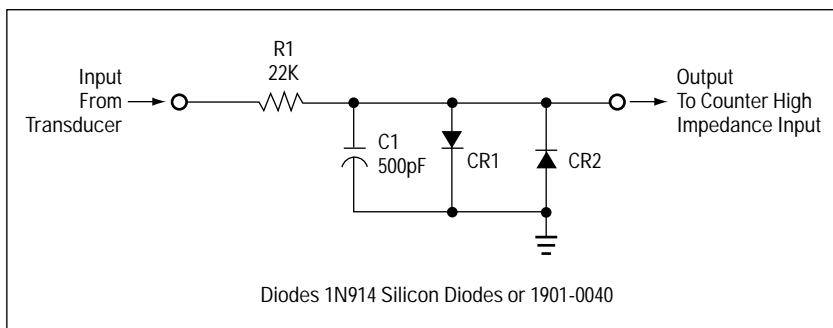 R1
22K
Input
From
Transducer
Output
To Counter High
Impedance Input
C1
500pF
CR1
CR2
Diodes 1N914 Silicon Diodes or 1901-0040